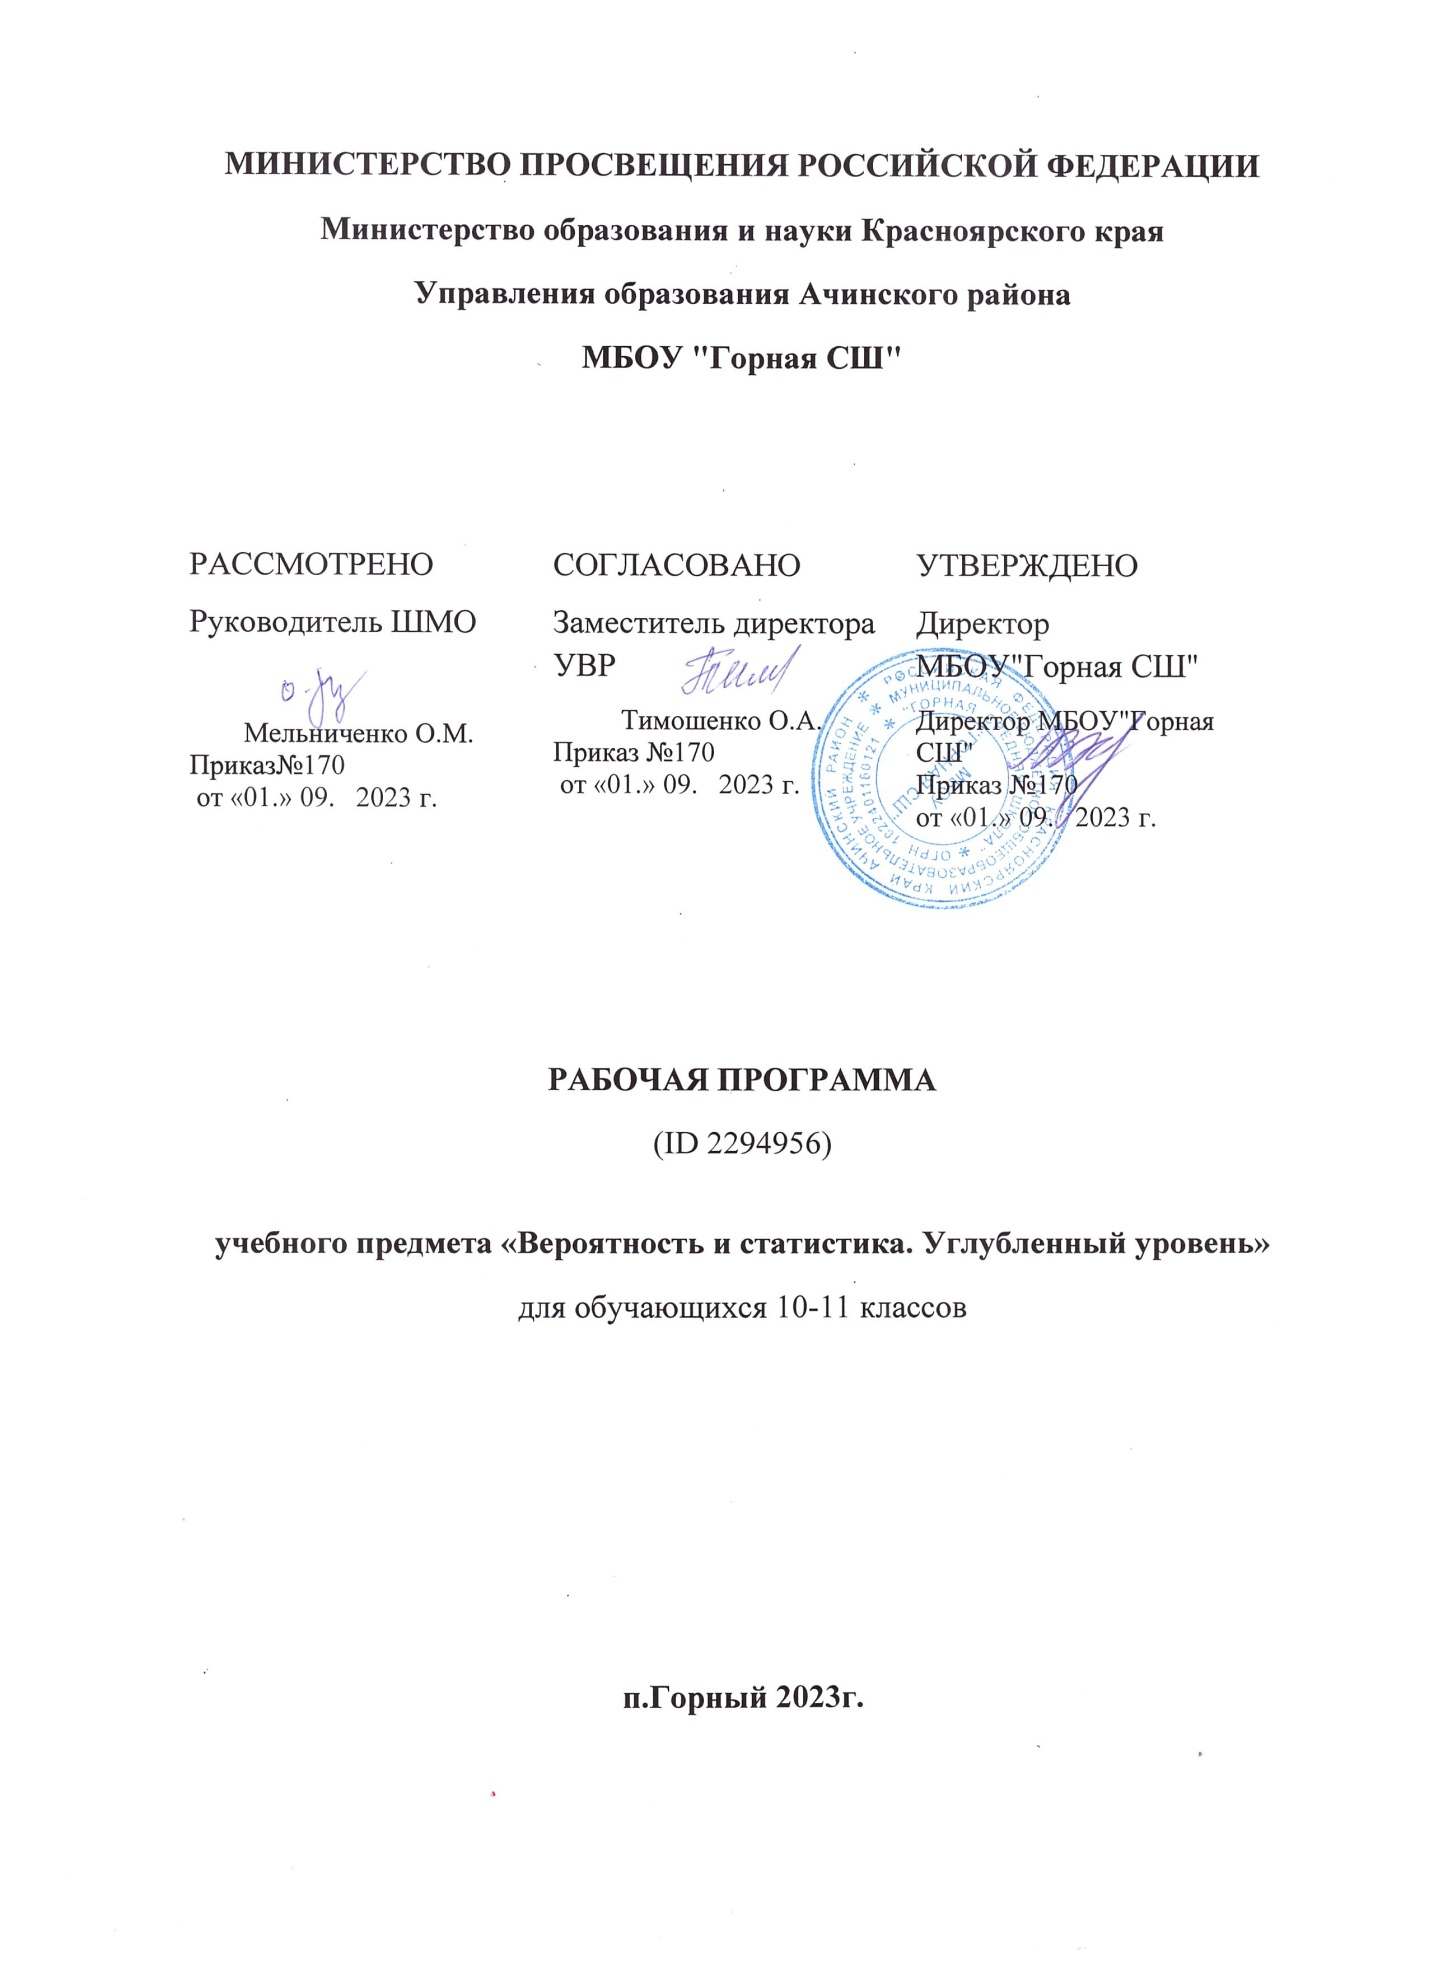 МИНИСТЕРСТВО ПРОСВЕЩЕНИЯ РОССИЙСКОЙ ФЕДЕРАЦИИ
Министерство образования и науки Красноярского края
Управления образования Ачинского района
МБОУ "Горная СШ"
РАССМОТРЕНО
Руководитель ШМО
Мельниченко О.М.
Приказ№170
от «01.» 09. 2023 г.
СОГЛАСОВАНО
Заместитель директора
УВР
Тимошенко О.А.
Приказ №170
от «01.» 09. 2023 г.
УТВЕРЖДЕНО
Директор
МБОУ"Горная СШ"
Директор МБОУ"Горная
СШ"
Приказ №170
от «01.» 09. 2023 г.
РАБОЧАЯ ПРОГРАММА
(ID 2294956)
учебного предмета «Вероятность и статистика. Углубленный уровень»
для обучающихся 10-11 классов
п.Горный 2023г.